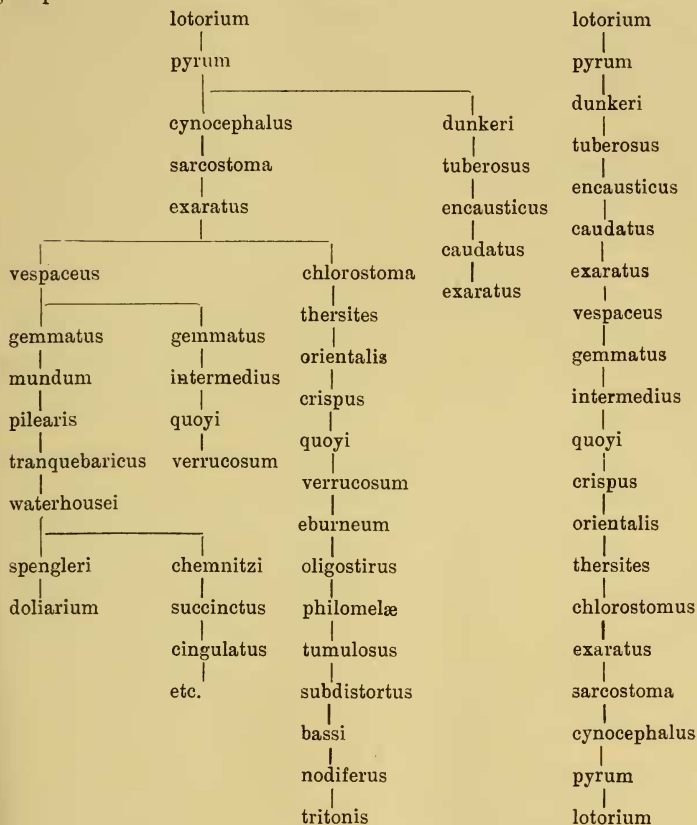 lotorium
pyrum
cynocephalus
sarcostoma
exaratus
vespaceus
gemmatus
mundum
pilearis
tranquebaricus
waterhousei
spengleri
doliarium
chemnitzi
succinctus
cingulatus
etc.
gemmatus
intermedius
quoyi
verrucosum
chlorostoma
thersites
orientalis
crispus
quoyi
verrucosum
eburneum
oligostirus
philomelæ
tumulosus
subdistortus
bassi
nodiferus
tritonis
dunkeri
tuberosus
encausticus
caudatus
exaratus
lotorium
pyrum
dunkeri
tuberosus
encausticus
caudatus
exaratus
vespaceus
gemmatus
intermedius
quoyi
crispus
orientalis
thersites
chlorostomus
exaratus
sarcostoma
cynocephalus
pyrum
lotorium